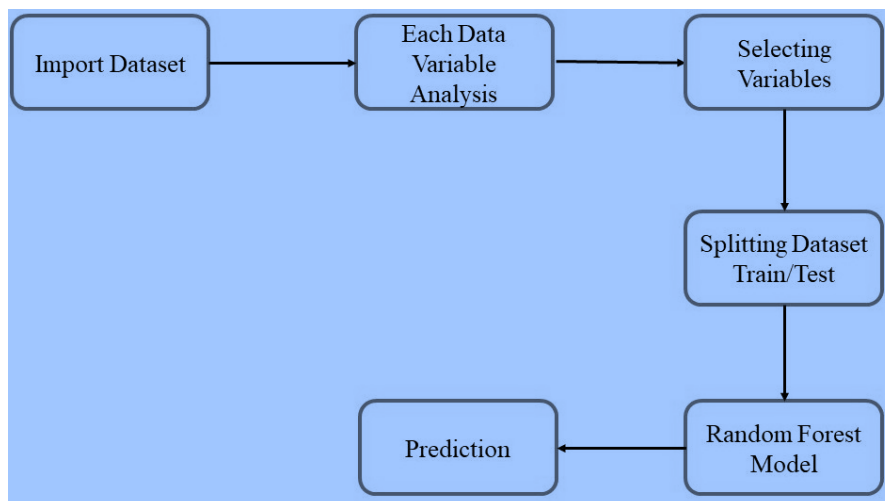 Import Dataset
Each Data
Variable
Analysis
Selecting
Variables
Splitting Dataset
Train/Test
Random Forest
Model
Prediction